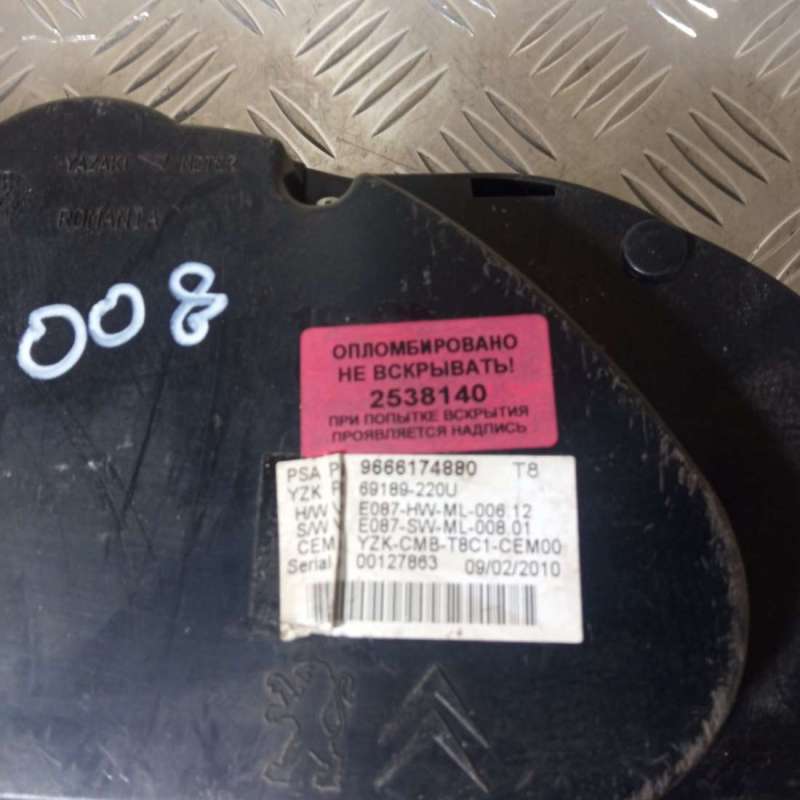 YAZAKI METER
ROMANIA
008
ОПЛОМБИРОВАНО
НЕ ВСКРЫВАТЬ!
2538140
ПРИ ПОПЫТКЕ ВСКРЫТИЯ
ПРОЯВЛЯЕТСЯ НАДПИСЬ
PSA P 9666174880 T8
YZK P 69189-220U
H/W V E087-HW-ML-006.12
S/W V E087-SW-ML-008.01
CEM YZK-CMB-T8C1-CEM00
Serial 00127863 09/02/2010